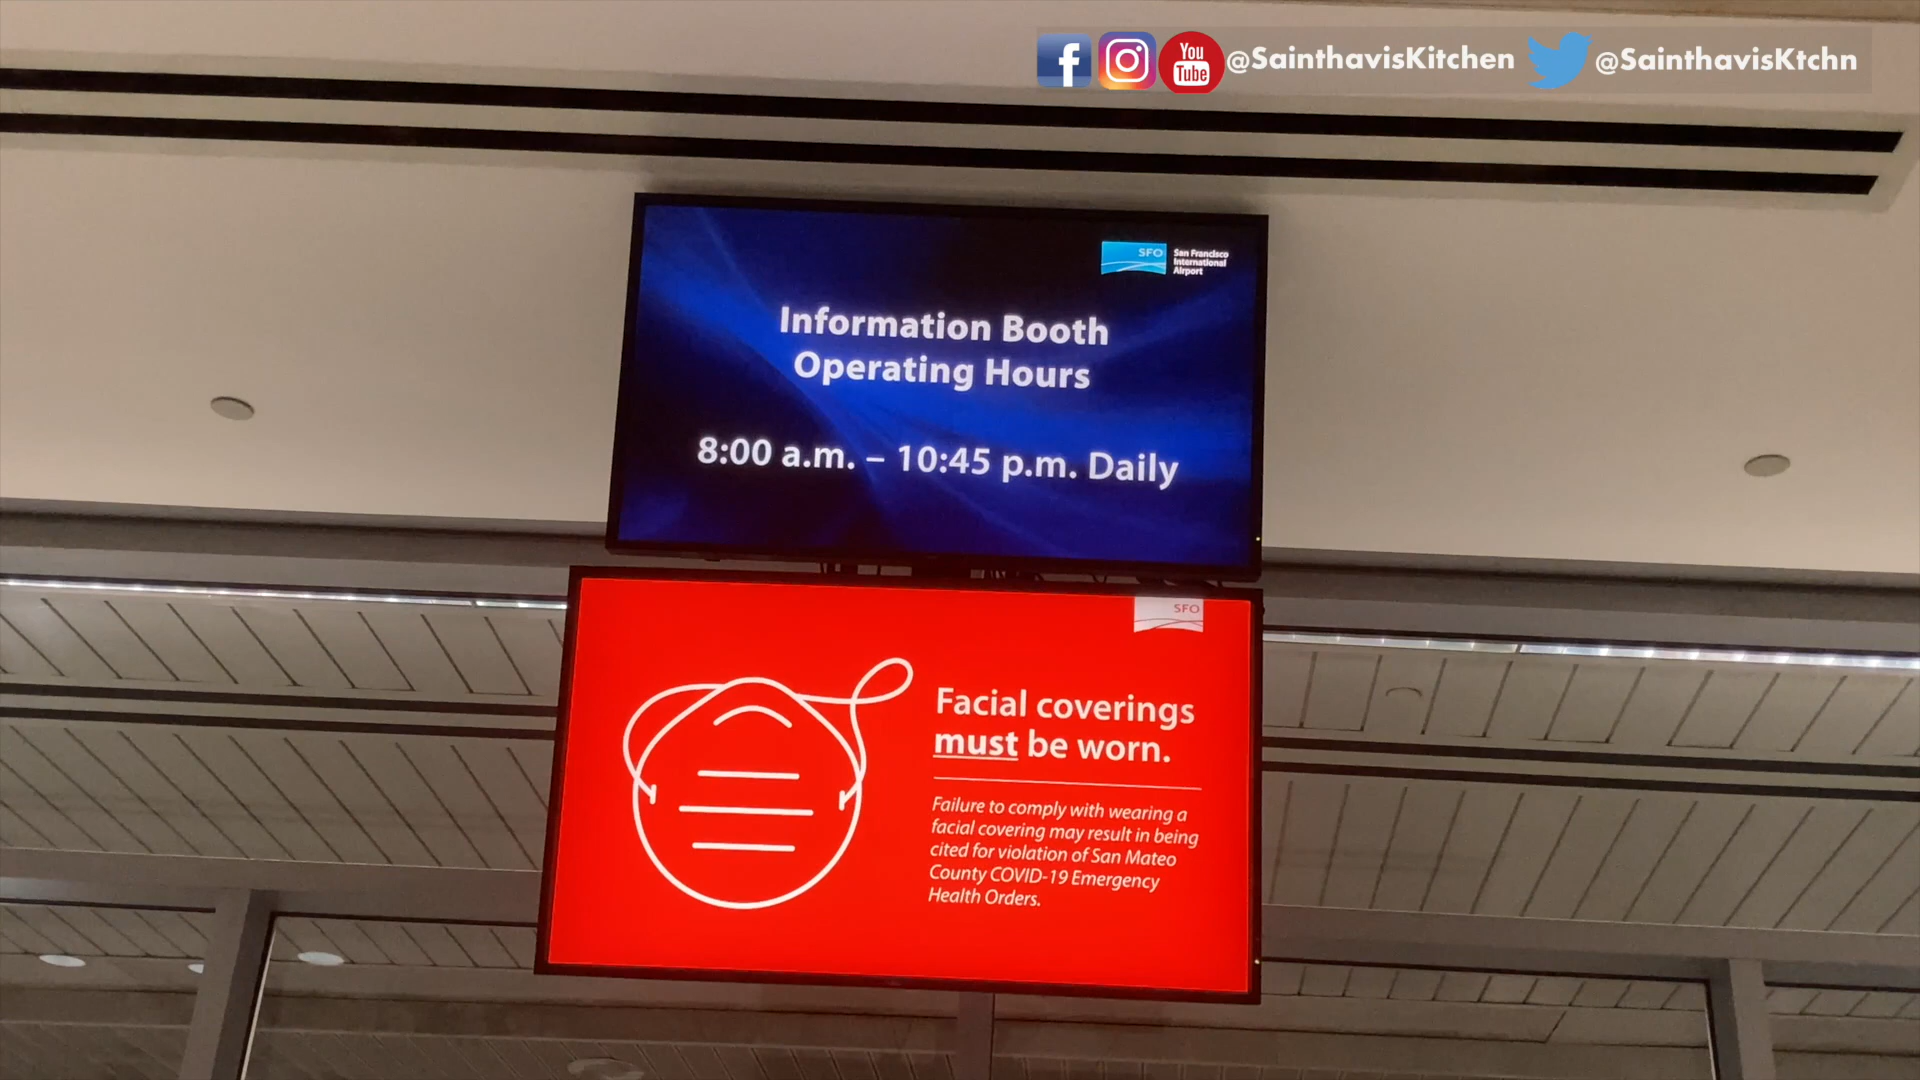 You
Tube
@SainthavisKitchen @SainthavisKtchn
SFO
San Francisco
International
Airport
Information Booth
Operating Hours
8:00 a.m. – 10:45 p.m. Daily
SFO
Facial coverings
must be worn.
Failure to comply with wearing a
facial covering may result in being
cited for violation of San Mateo
County COVID-19 Emergency
Health Orders.